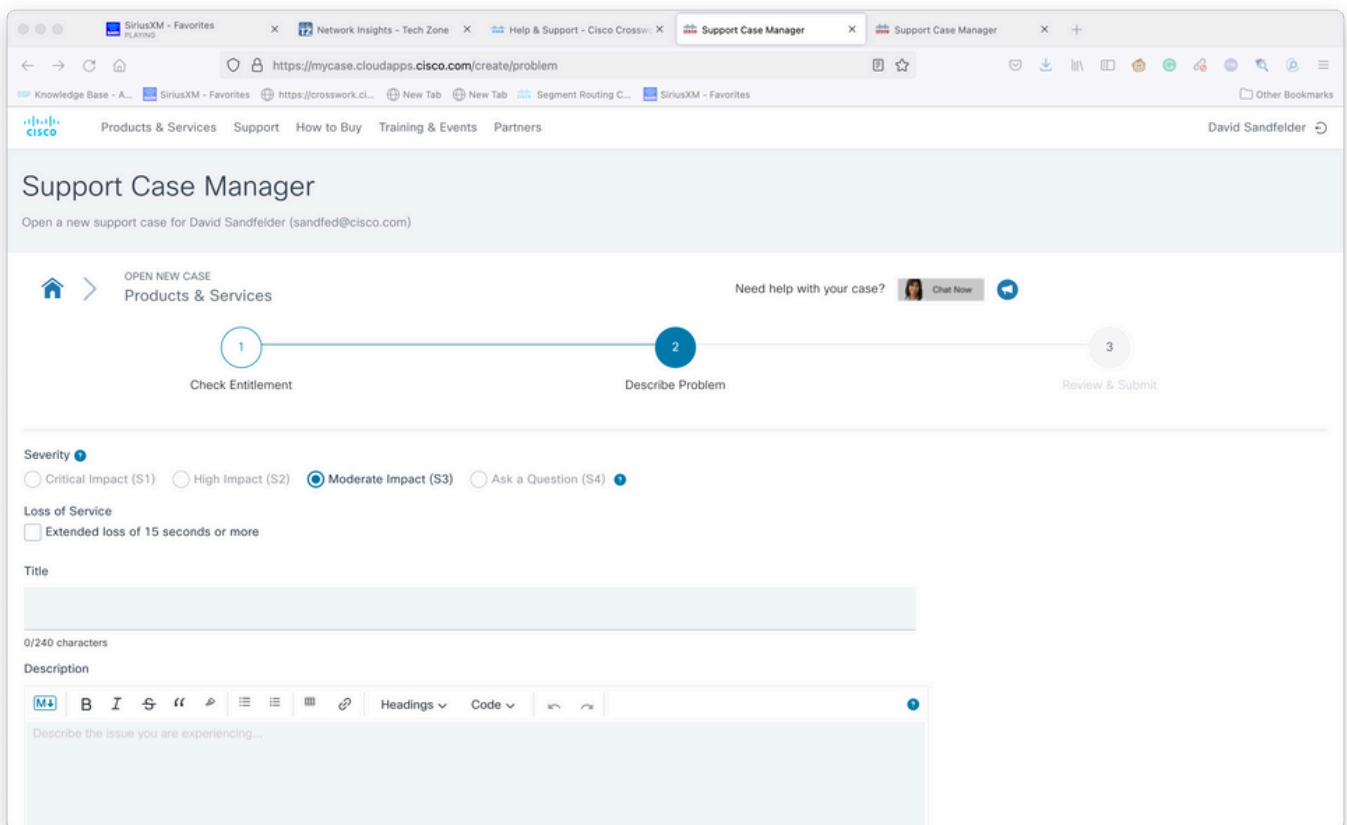 SiriusXM - Favorites
PLAYING
Network Insights - Tech Zone
Help & Support - Cisco Crosswo
Support Case Manager
Support Case Manager
https://mycase.cloudapps.cisco.com/create/problem
Knowledge Base - A...
SiriusXM - Favorites
https://crosswork.ci...
New Tab
New Tab
Segment Routing C...
SiriusXM - Favorites
Other Bookmarks
CISCO
Products & Services
Support
How to Buy
Training & Events
Partners
David Sandfelder
Support Case Manager
Open a new support case for David Sandfelder (sandfed@cisco.com)
OPEN NEW CASE
Products & Services
Need help with your case?
Chat Now
1
2
3
Check Entitlement
Describe Problem
Review & Submit
Severity ?
Critical Impact (S1)
High Impact (S2)
Moderate Impact (S3)
Ask a Question (S4) ?
Loss of Service
Extended loss of 15 seconds or more
Title
0/240 characters
Description
M
B I S
Headings
Code
?
Describe the issue you are experiencing...